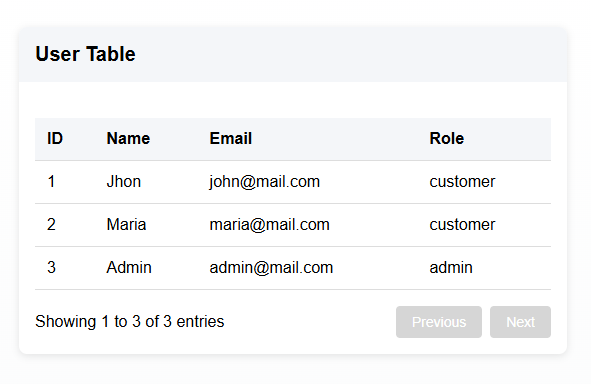 User Table
ID Name Email Role
1 Jhon john@mail.com customer
2 Maria maria@mail.com customer
3 Admin admin@mail.com admin
Showing 1 to 3 of 3 entries Previous Next